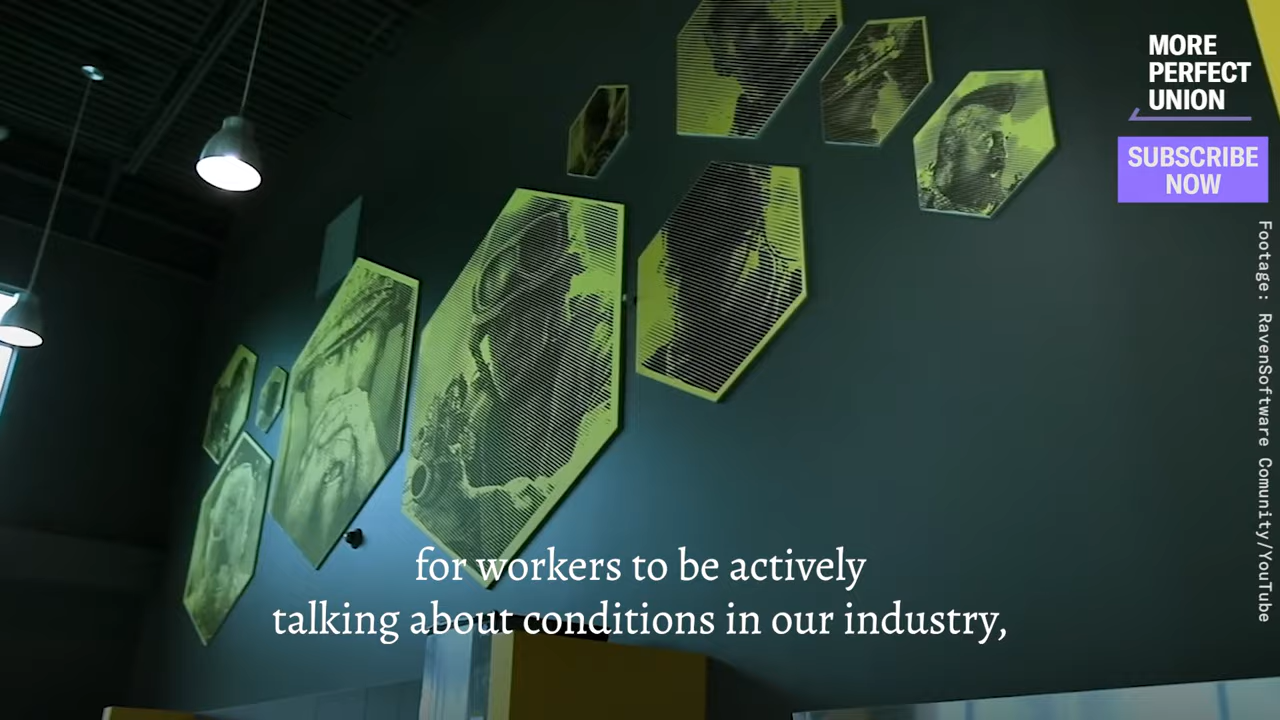 MORE
PERFECT
UNION
SUBSCRIBE
NOW
Footage: RavenSoftware Comunity/YouTube
for workers to be actively
talking about conditions in our industry,